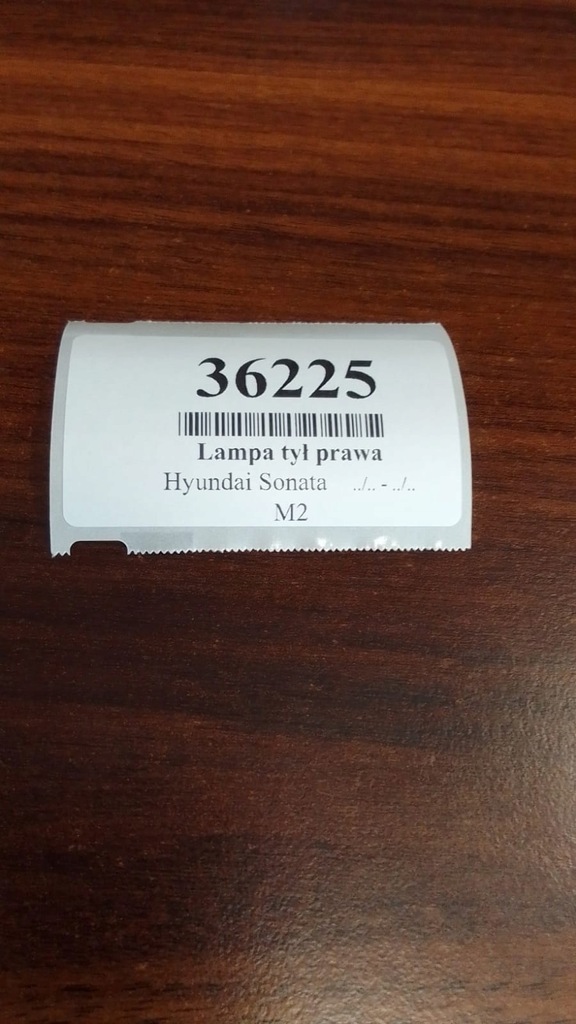 36225
Lampa tył prawa
Hyundai Sonata ../.. - ../..
M2